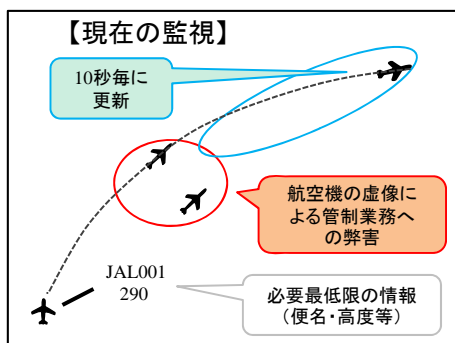 【現在の監視】
10秒毎に
更新
航空機の虚像に
よる管制業務へ
の弊害
JAL001
290
必要最低限の情報
（便名・高度等）